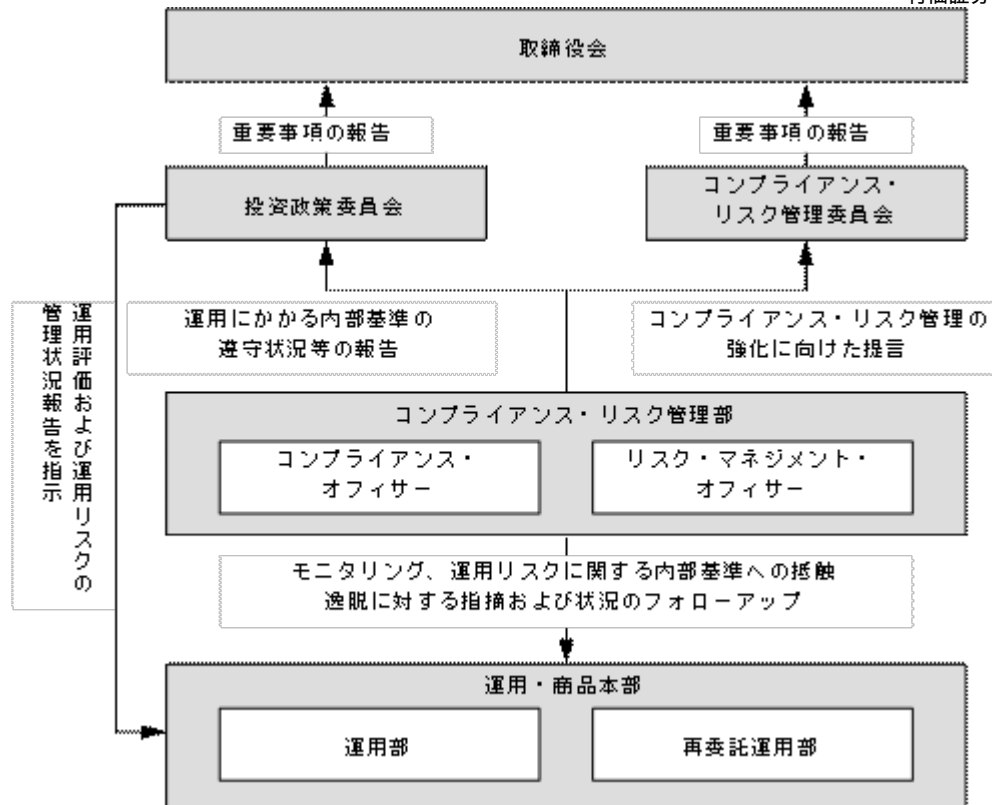 取締役会
重要事項の報告
重要事項の報告
投資政策委員会
コンプライアンス・
リスク管理委員会
運用評価および運用リスクの
管理状況報告を指示
運用にかかる内部基準の
遵守状況等の報告
コンプライアンス・リスク管理の
強化に向けた提言
コンプライアンス・リスク管理部
コンプライアンス・
オフィサー
リスク・マネジメント・
オフィサー
モニタリング、運用リスクに関する内部基準への抵触
逸脱に対する指摘および状況のフォローアップ
運用・商品本部
運用部
再委託運用部